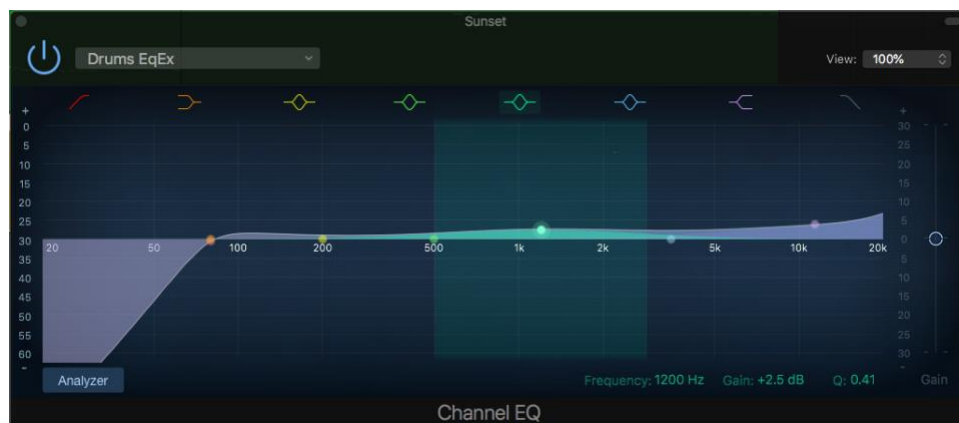 Sunset
Drums EqEx
View: 100%
+ +
0 30
5 25
10 20
15 15
20 10
25 5
30 20 50 100 200 500 1k 2k 5k 10k 20k 0
35 5
40 10
45 15
50 20
55 25
60 30
- -
Analyzer Frequency: 1200 Hz Gain: +2.5 dB Q: 0.41 Gain
Channel EQ